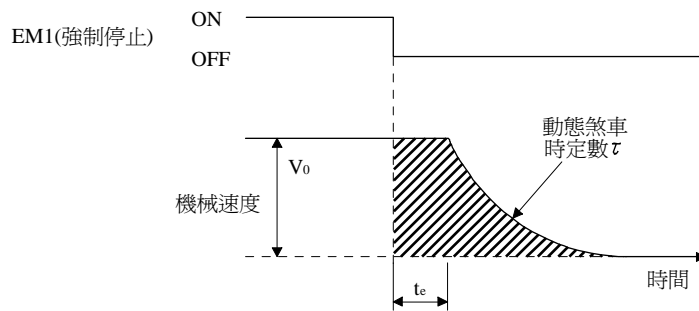 ON
EM1(強制停止)
OFF
動態煞車
時定數τ
V₀
機械速度
時間
tₑ